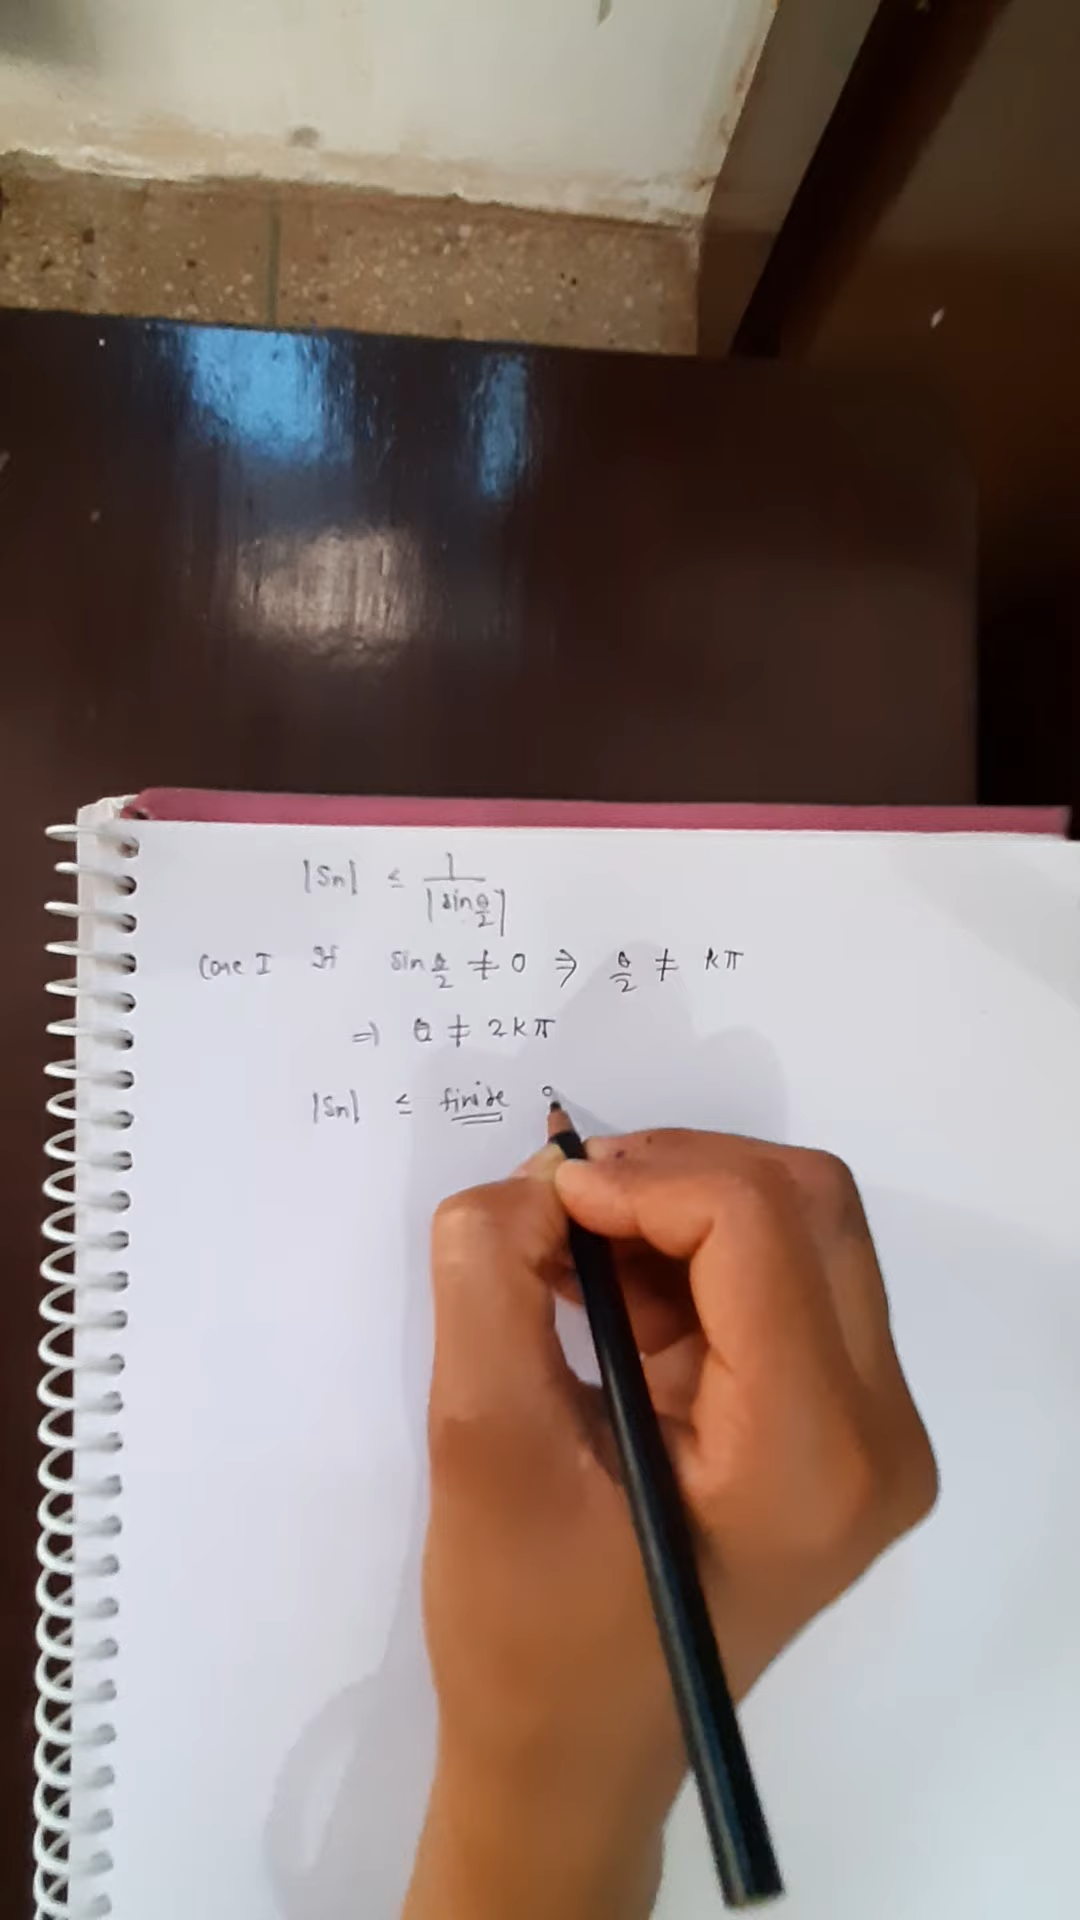 |Sn| ≤ 1/|sin θ/2|
Case I If sin θ/2 ≠ 0 ⇒ θ/2 ≠ kπ
⇒ θ ≠ 2kπ
|Sn| ≤ finite